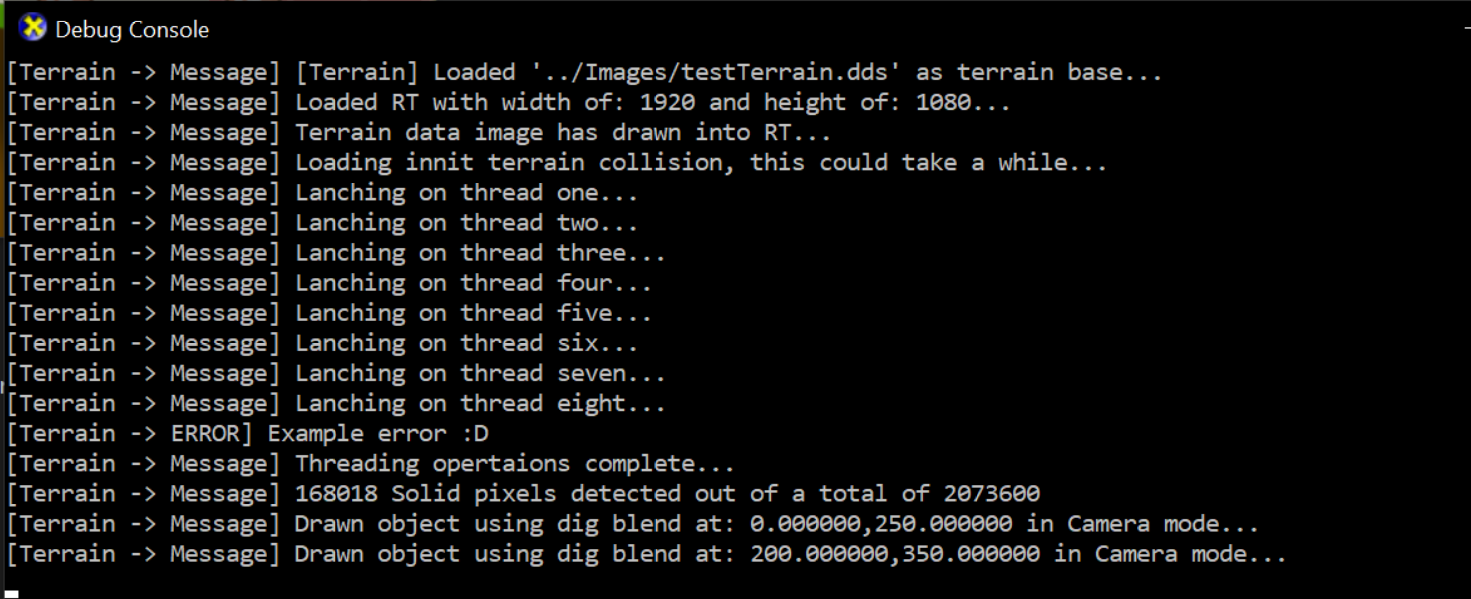 Debug Console
[Terrain -> Message] [Terrain] Loaded '../Images/testTerrain.dds' as terrain base...
[Terrain -> Message] Loaded RT with width of: 1920 and height of: 1080...
[Terrain -> Message] Terrain data image has drawn into RT...
[Terrain -> Message] Loading innit terrain collision, this could take a while...
[Terrain -> Message] Lanching on thread one...
[Terrain -> Message] Lanching on thread two...
[Terrain -> Message] Lanching on thread three...
[Terrain -> Message] Lanching on thread four...
[Terrain -> Message] Lanching on thread five...
[Terrain -> Message] Lanching on thread six...
[Terrain -> Message] Lanching on thread seven...
[Terrain -> Message] Lanching on thread eight...
[Terrain -> ERROR] Example error :D
[Terrain -> Message] Threading opertaions complete...
[Terrain -> Message] 168018 Solid pixels detected out of a total of 2073600
[Terrain -> Message] Drawn object using dig blend at: 0.000000,250.000000 in Camera mode...
[Terrain -> Message] Drawn object using dig blend at: 200.000000,350.000000 in Camera mode...